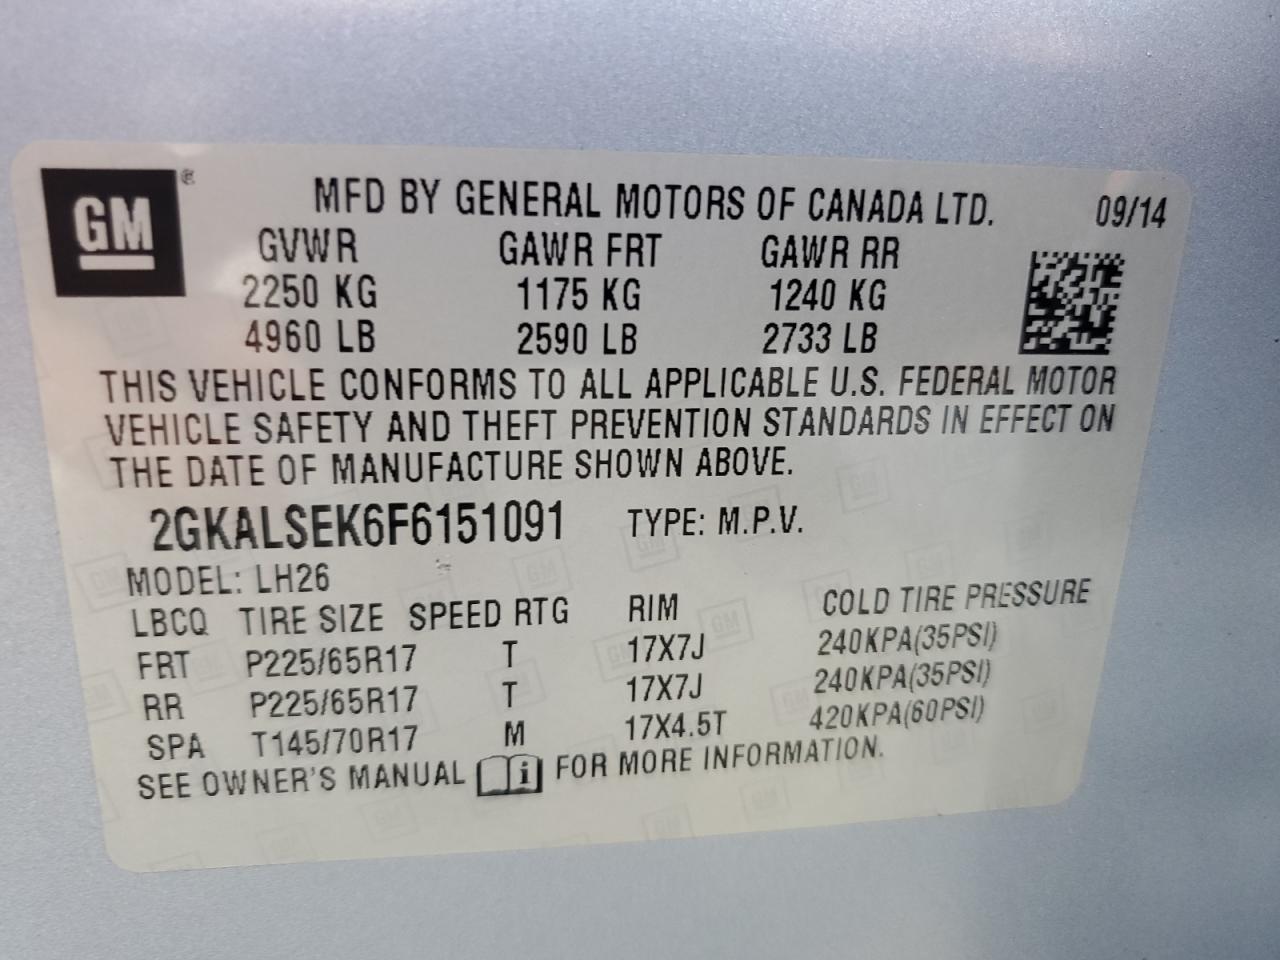 GM ® MFD BY GENERAL MOTORS OF CANADA LTD. 09/14
GVWR GAWR FRT GAWR RR
2250 KG 1175 KG 1240 KG
4960 LB 2590 LB 2733 LB
THIS VEHICLE CONFORMS TO ALL APPLICABLE U.S. FEDERAL MOTOR
VEHICLE SAFETY AND THEFT PREVENTION STANDARDS IN EFFECT ON
THE DATE OF MANUFACTURE SHOWN ABOVE.
2GKALSEK6F6151091 TYPE: M.P.V.
MODEL: LH26
LBCQ TIRE SIZE SPEED RTG RIM COLD TIRE PRESSURE
FRT P225/65R17 T 17X7J 240KPA(35PSI)
RR P225/65R17 T 17X7J 240KPA(35PSI)
SPA T145/70R17 M 17X4.5T 420KPA(60PSI)
SEE OWNER'S MANUAL i FOR MORE INFORMATION.